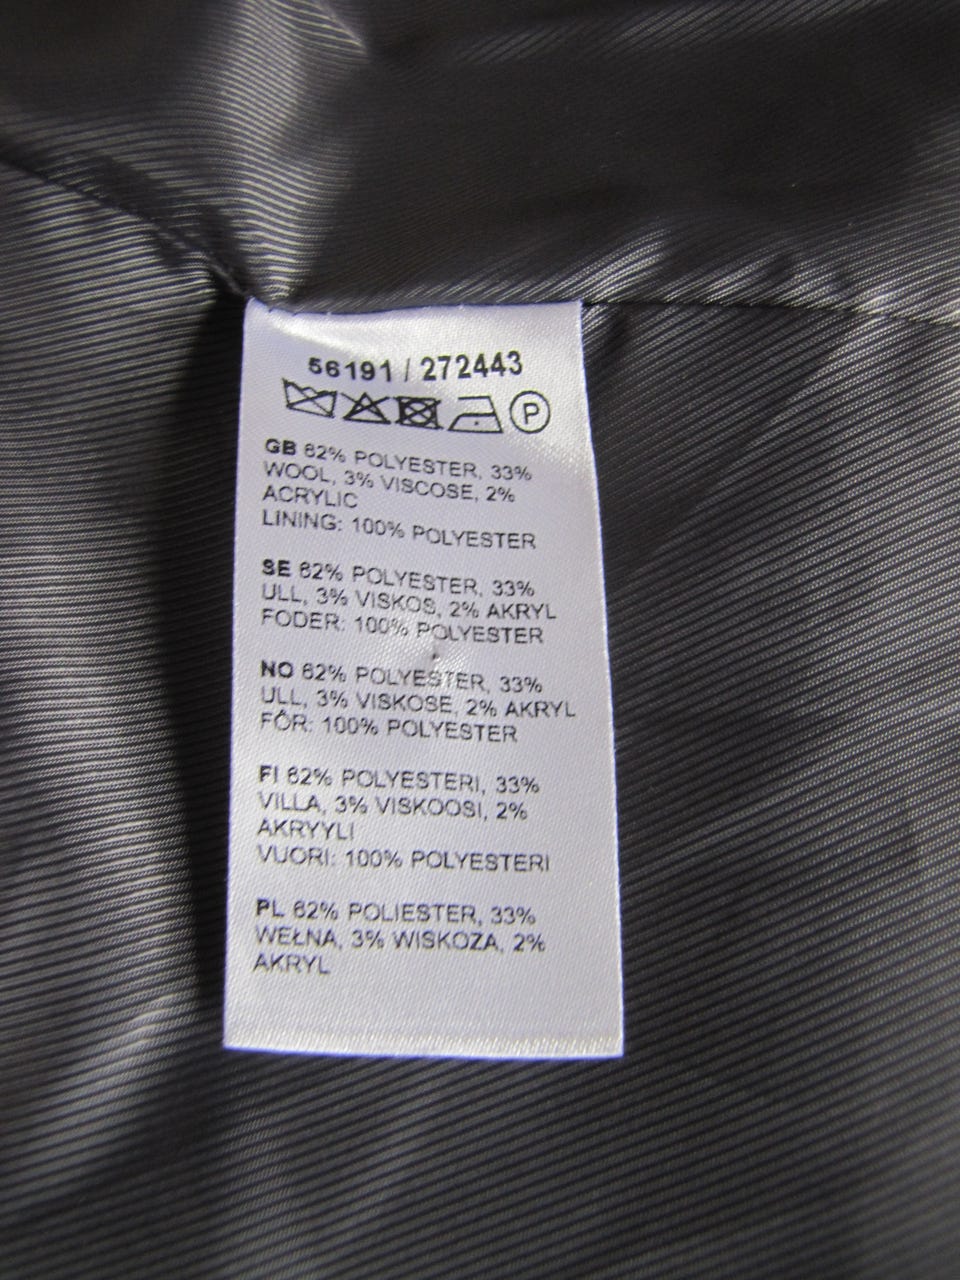 56191 / 272443
P
GB 62% POLYESTER, 33%
WOOL, 3% VISCOSE, 2%
ACRYLIC
LINING: 100% POLYESTER
SE 62% POLYESTER, 33%
ULL, 3% VISKOS, 2% AKRYL
FODER: 100% POLYESTER
NO 62% POLYESTER, 33%
ULL, 3% VISKOSE, 2% AKRYL
FÔR: 100% POLYESTER
FI 62% POLYESTERI, 33%
VILLA, 3% VISKOOSI, 2%
AKRYYLI
VUORI: 100% POLYESTERI
PL 62% POLIESTER, 33%
WEŁNA, 3% WISKOZA, 2%
AKRYL